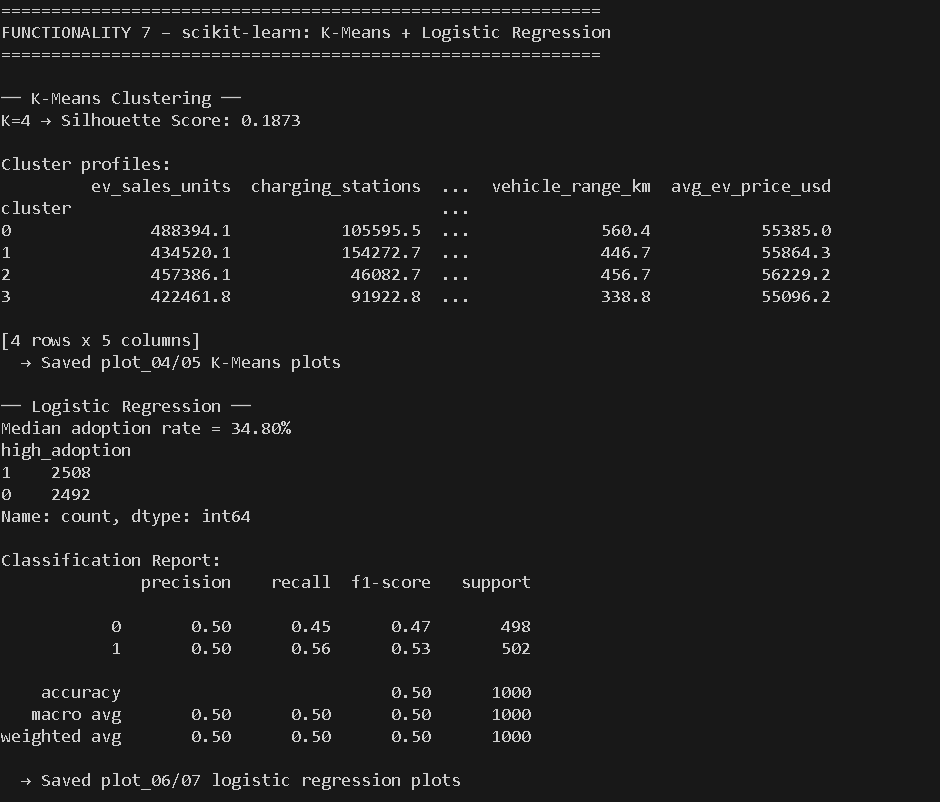 ============================================================
FUNCTIONALITY 7 – scikit-learn: K-Means + Logistic Regression
============================================================
── K-Means Clustering ──
K=4 → Silhouette Score: 0.1873
Cluster profiles:
         ev_sales_units  charging_stations  ...  vehicle_range_km  avg_ev_price_usd
cluster                                     ...
0              488394.1           105595.5  ...             560.4           55385.0
1              434520.1           154272.7  ...             446.7           55864.3
2              457386.1            46082.7  ...             456.7           56229.2
3              422461.8            91922.8  ...             338.8           55096.2
[4 rows x 5 columns]
  → Saved plot_04/05 K-Means plots
── Logistic Regression ──
Median adoption rate = 34.80%
high_adoption
1    2508
0    2492
Name: count, dtype: int64
Classification Report:
              precision    recall  f1-score   support
           0       0.50      0.45      0.47       498
           1       0.50      0.56      0.53       502
    accuracy                           0.50      1000
   macro avg       0.50      0.50      0.50      1000
weighted avg       0.50      0.50      0.50      1000
  → Saved plot_06/07 logistic regression plots